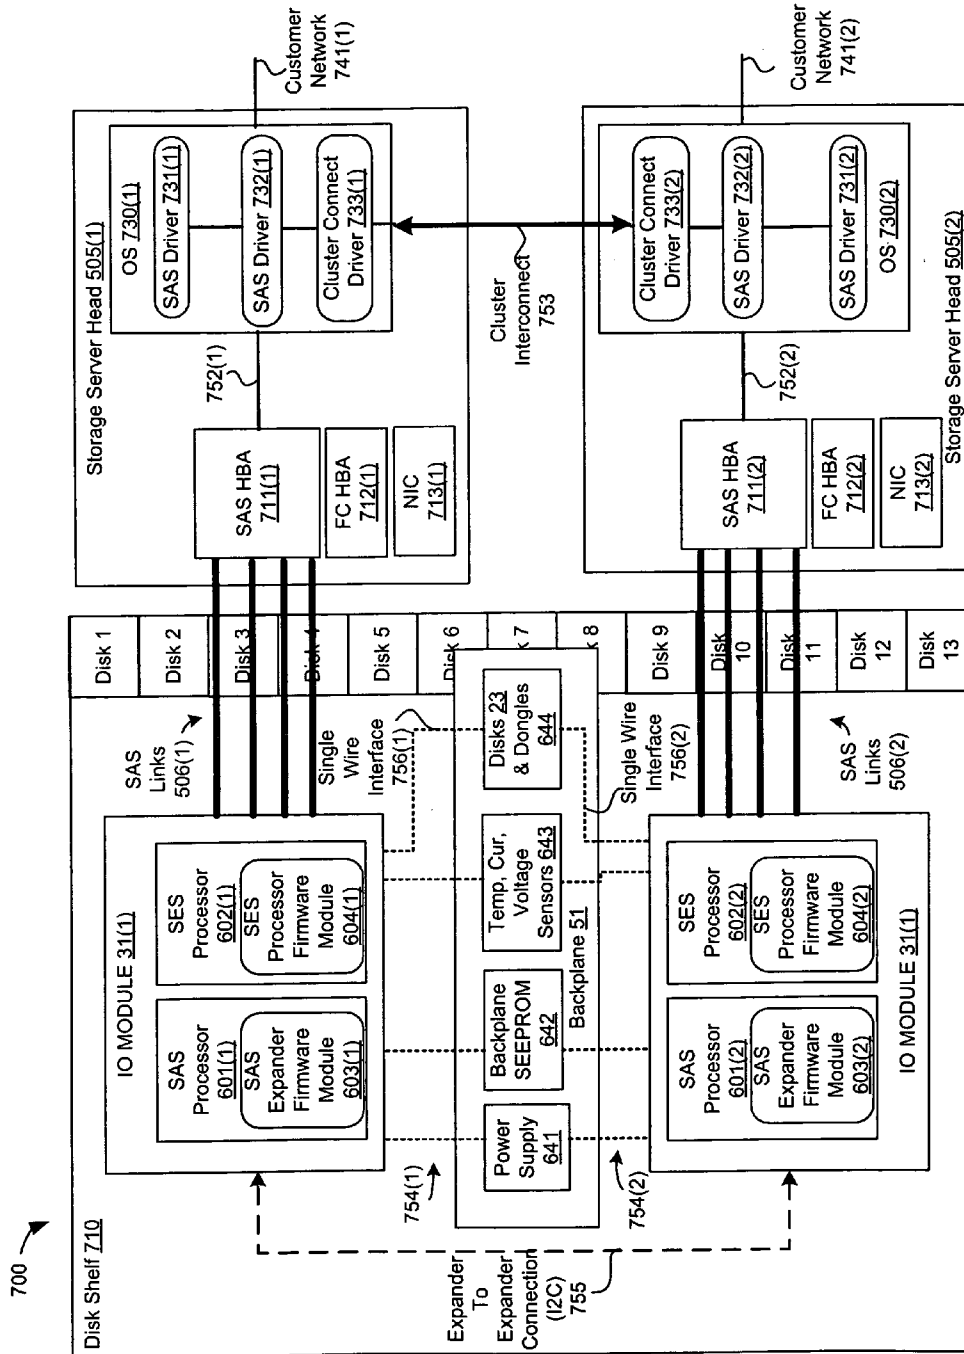 700
Disk Shelf 710
IO MODULE 31(1)
SAS
Processor
601(1)
SAS
Expander
Firmware
Module
603(1)
SES
Processor
602(1)
SES
Processor
Firmware
Module
604(1)
SAS
Links
506(1)
Single
Wire
Interface
756(1)
754(1)
Expander
To
Expander
Connection
(I2C)
755
Power
Supply
641
Backplane
SEEPROM
642
Temp, Cur,
Voltage
Sensors 643
Disks 23
& Dongles
644
Backplane 51
754(2)
Single Wire
Interface
756(2)
SAS
Links
506(2)
SAS
Processor
601(2)
SAS
Expander
Firmware
Module
603(2)
SES
Processor
602(2)
SES
Processor
Firmware
Module
604(2)
IO MODULE 31(1)
Disk 1
Disk 2
Disk 3
Disk 4
Disk 5
Disk 6
k 7
k 8
Disk 9
Disk
10
Disk
11
Disk
12
Disk
13
Storage Server Head 505(1)
SAS HBA
711(1)
FC HBA
712(1)
NIC
713(1)
752(1)
OS 730(1)
SAS Driver 731(1)
SAS Driver 732(1)
Cluster Connect
Driver 733(1)
Customer
Network
741(1)
Cluster
Interconnect
753
Storage Server Head 505(2)
SAS HBA
711(2)
FC HBA
712(2)
NIC
713(2)
752(2)
Cluster Connect
Driver 733(2)
SAS Driver 732(2)
SAS Driver 731(2)
OS 730(2)
Customer
Network
741(2)